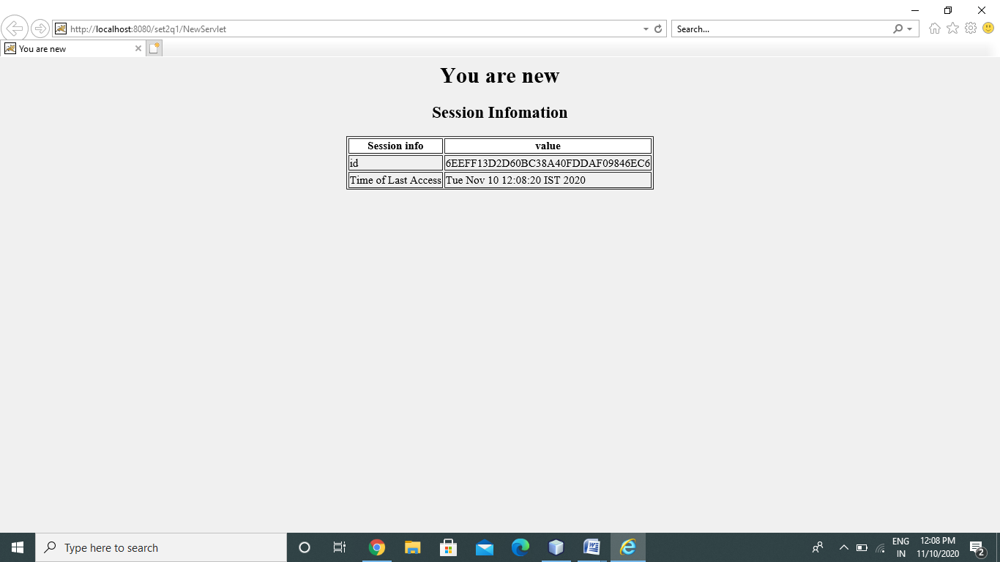 http://localhost:8080/set2q1/NewServlet
Search...
You are new
You are new
Session Infomation
Session info value
id 6EEFF13D2D60BC38A40FDDAF09846EC6
Time of Last Access Tue Nov 10 12:08:20 IST 2020
Type here to search
ENG 12:08 PM
IN 11/10/2020 2